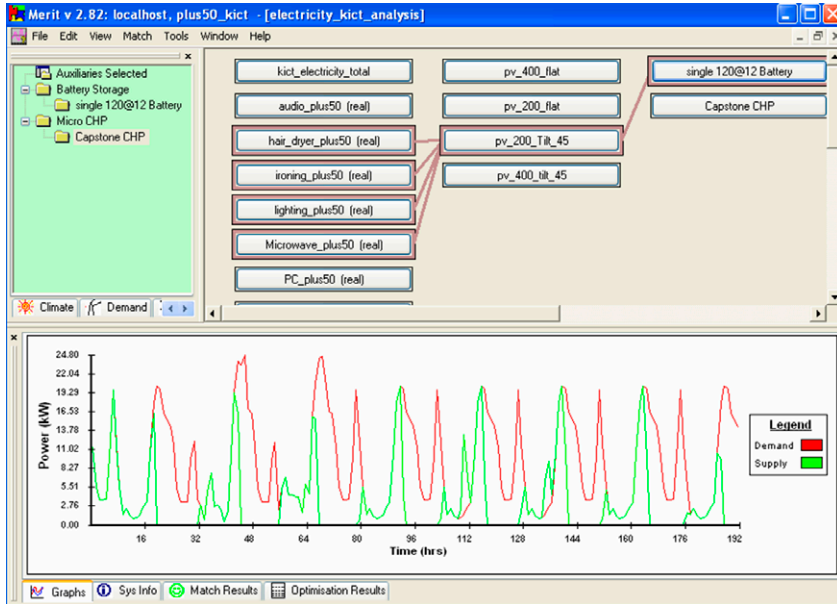 Merit v 2.82: localhost, plus50_kict - [electricity_kict_analysis]
File Edit View Match Tools Window Help
Auxiliaries Selected
Battery Storage
single 120@12 Battery
Micro CHP
Capstone CHP
Climate Demand
kict_electricity_total
audio_plus50 (real)
hair_dryer_plus50 (real)
ironing_plus50 (real)
lighting_plus50 (real)
Microwave_plus50 (real)
PC_plus50 (real)
pv_400_flat
pv_200_flat
pv_200_Tilt_45
pv_400_tilt_45
single 120@12 Battery
Capstone CHP
Power (kW)
24.80
22.04
19.29
16.53
13.78
11.02
8.27
5.51
2.76
0.00
16 32 48 64 80 96 112 128 144 160 176 192
Time (hrs)
Legend
Demand
Supply
Graphs Sys Info Match Results Optimisation Results